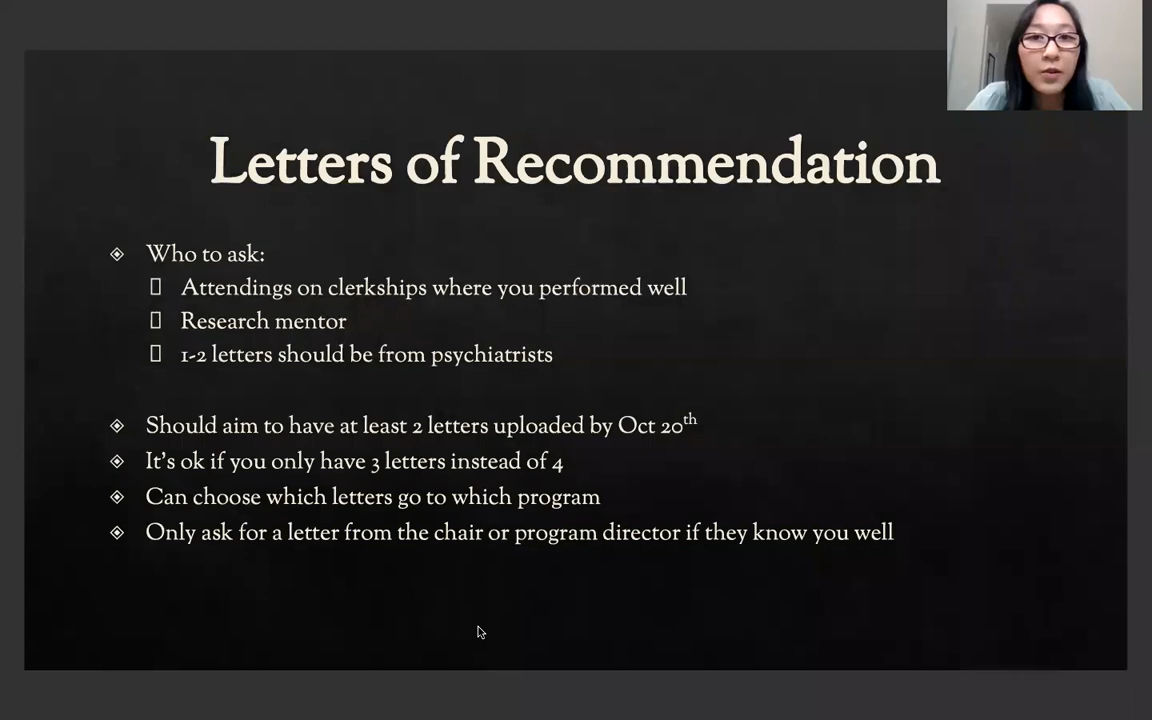 Letters of Recommendation
Who to ask:
Attendings on clerkships where you performed well
Research mentor
1-2 letters should be from psychiatrists
Should aim to have at least 2 letters uploaded by Oct 20th
It's ok if you only have 3 letters instead of 4
Can choose which letters go to which program
Only ask for a letter from the chair or program director if they know you well